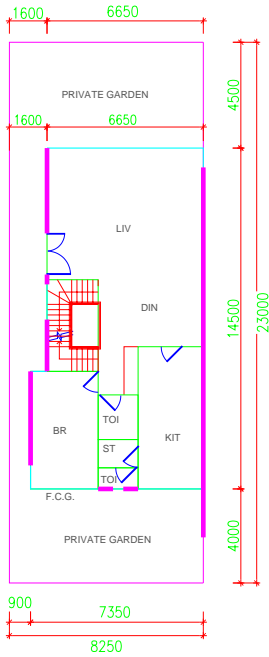 1600 6650
PRIVATE GARDEN
4500
1600 6650
LIV
DIN
14500
23000
TOI
BR
KIT
ST
TOI
F.C.G.
PRIVATE GARDEN
4000
900
7350
8250